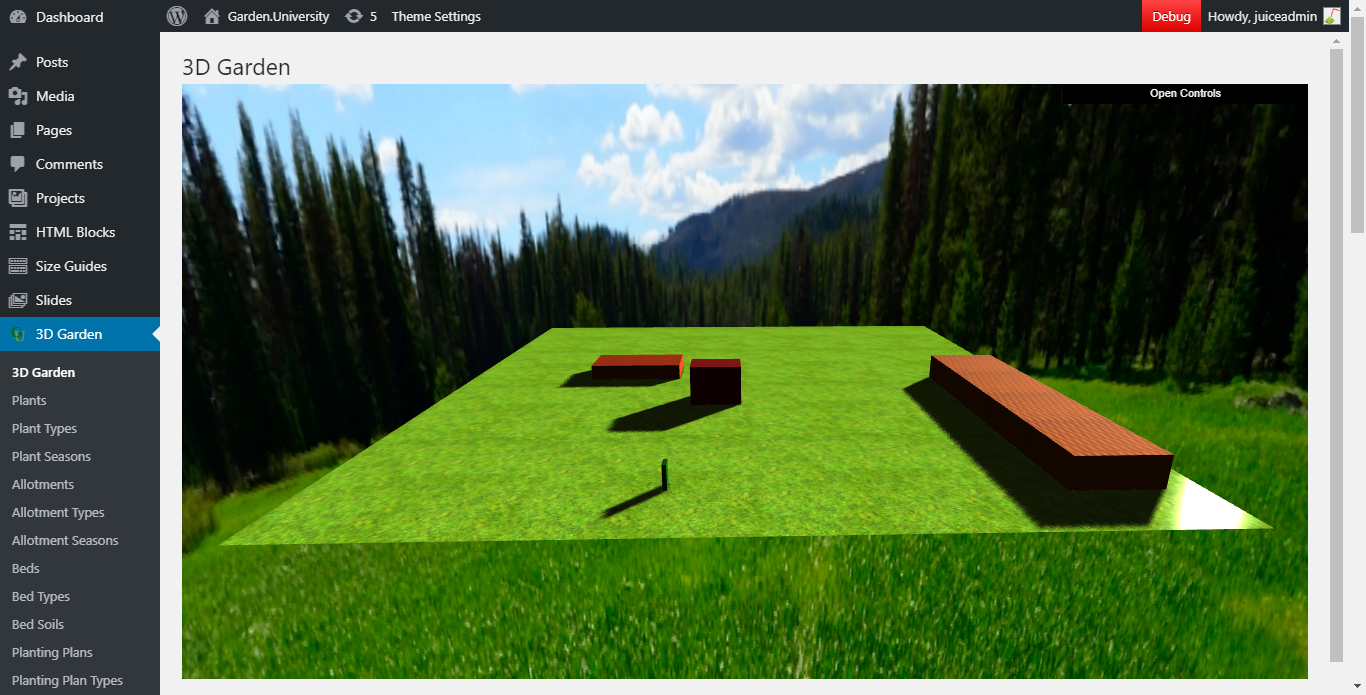 Dashboard
Garden.University
5
Theme Settings
Debug
Howdy, juiceadmin
Posts
Media
Pages
Comments
Projects
HTML Blocks
Size Guides
Slides
3D Garden
3D Garden
Plants
Plant Types
Plant Seasons
Allotments
Allotment Types
Allotment Seasons
Beds
Bed Types
Bed Soils
Planting Plans
Planting Plan Types
3D Garden
Open Controls